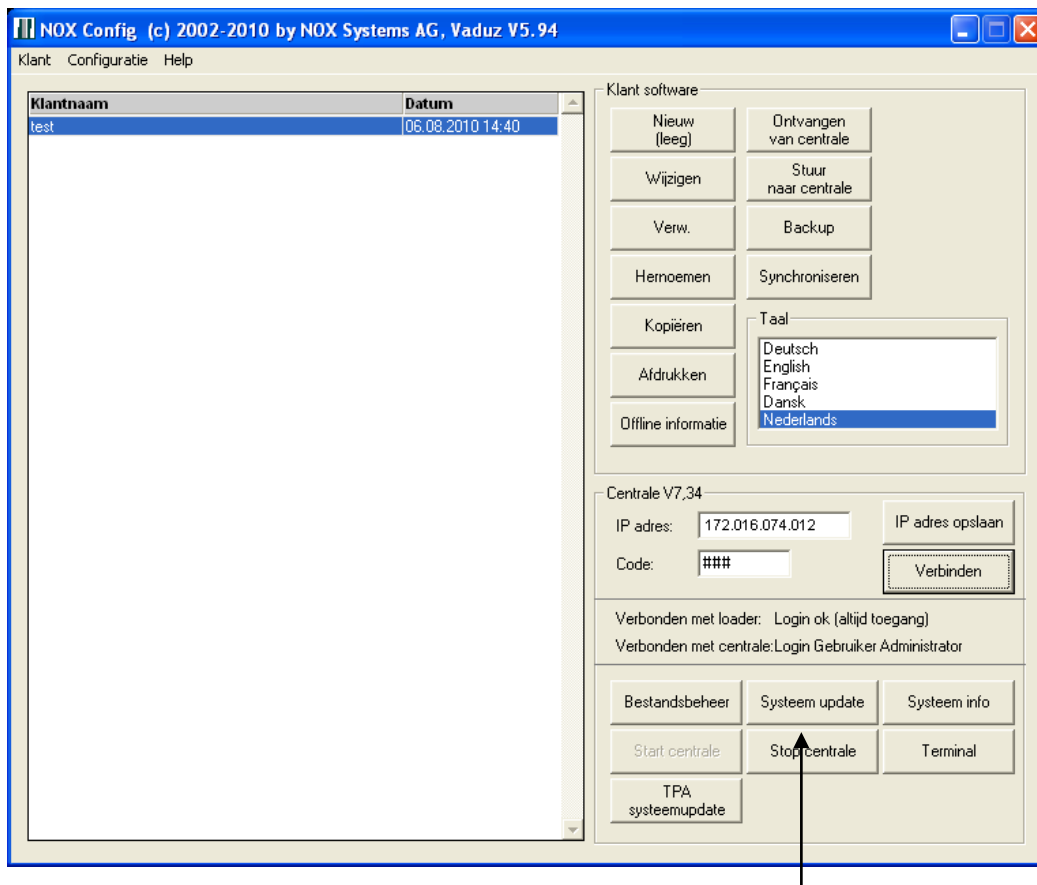 NOX Config (c) 2002-2010 by NOX Systems AG, Vaduz V5.94
Klant Configuratie Help
Klantnaam Datum
test 06.08.2010 14:40
Klant software
Nieuw
(leeg)
Ontvangen
van centrale
Wijzigen
Stuur
naar centrale
Verw.
Backup
Hernoemen
Synchroniseren
Kopiëren
Afdrukken
Offline informatie
Taal
Deutsch
English
Français
Dansk
Nederlands
Centrale V7,34
IP adres: 172.016.074.012
IP adres opslaan
Code: ###
Verbinden
Verbonden met loader: Login ok (altijd toegang)
Verbonden met centrale:Login Gebruiker Administrator
Bestandsbeheer Systeem update Systeem info
Start centrale Stop centrale Terminal
TPA
systeemupdate